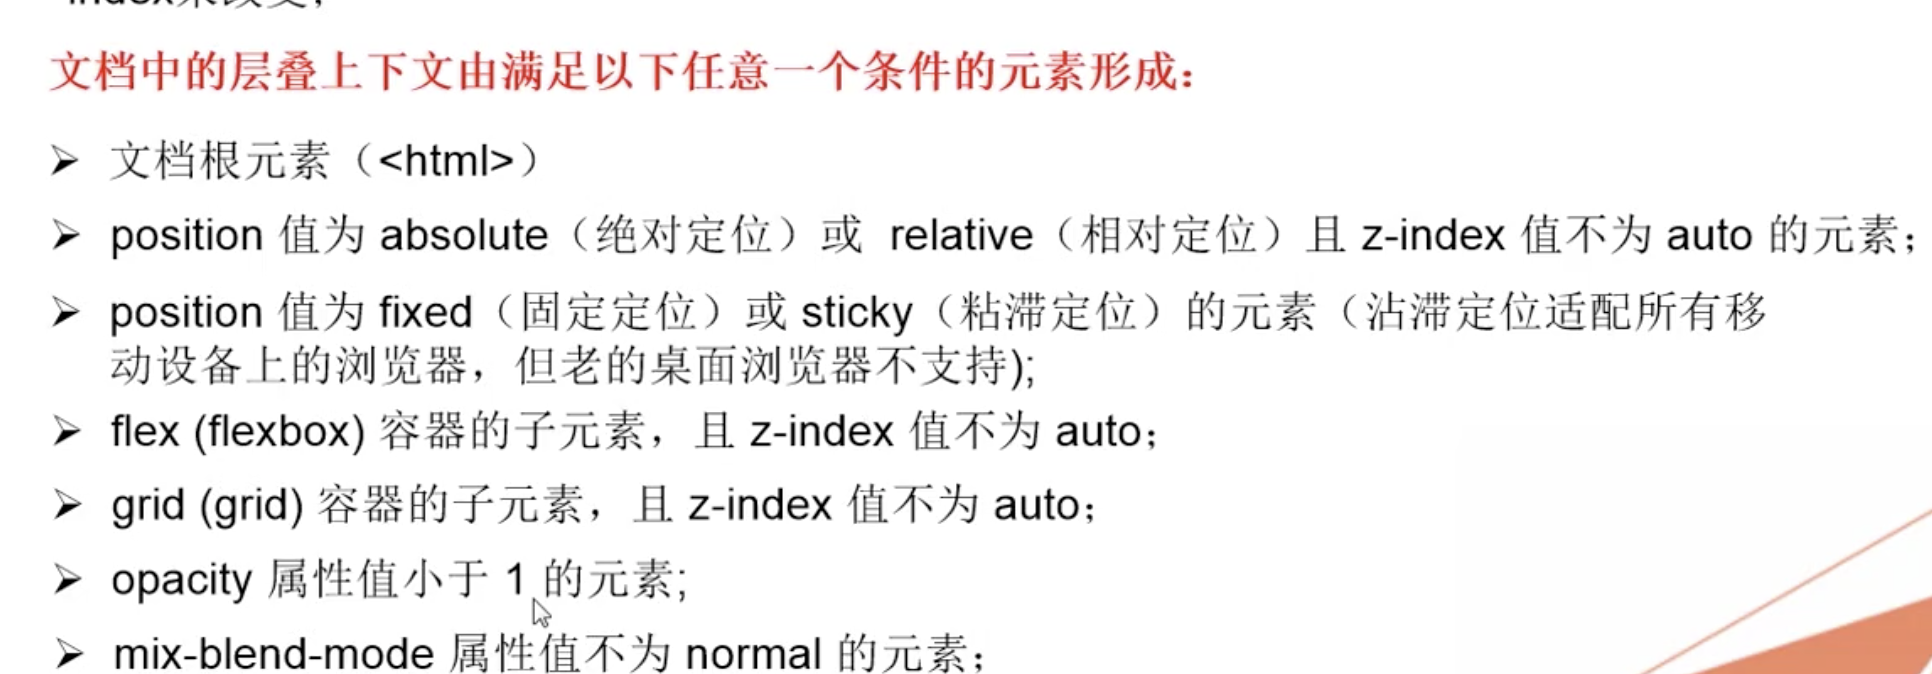 文档中的层叠上下文由满足以下任意一个条件的元素形成：
➢ 文档根元素（<html>）
➢ position 值为 absolute（绝对定位）或 relative（相对定位）且 z-index 值不为 auto 的元素；
➢ position 值为 fixed（固定定位）或 sticky（粘滞定位）的元素（沾滞定位适配所有移
动设备上的浏览器，但老的桌面浏览器不支持);
➢ flex (flexbox) 容器的子元素，且 z-index 值不为 auto；
➢ grid (grid) 容器的子元素，且 z-index 值不为 auto；
➢ opacity 属性值小于 1 的元素;
➢ mix-blend-mode 属性值不为 normal 的元素；